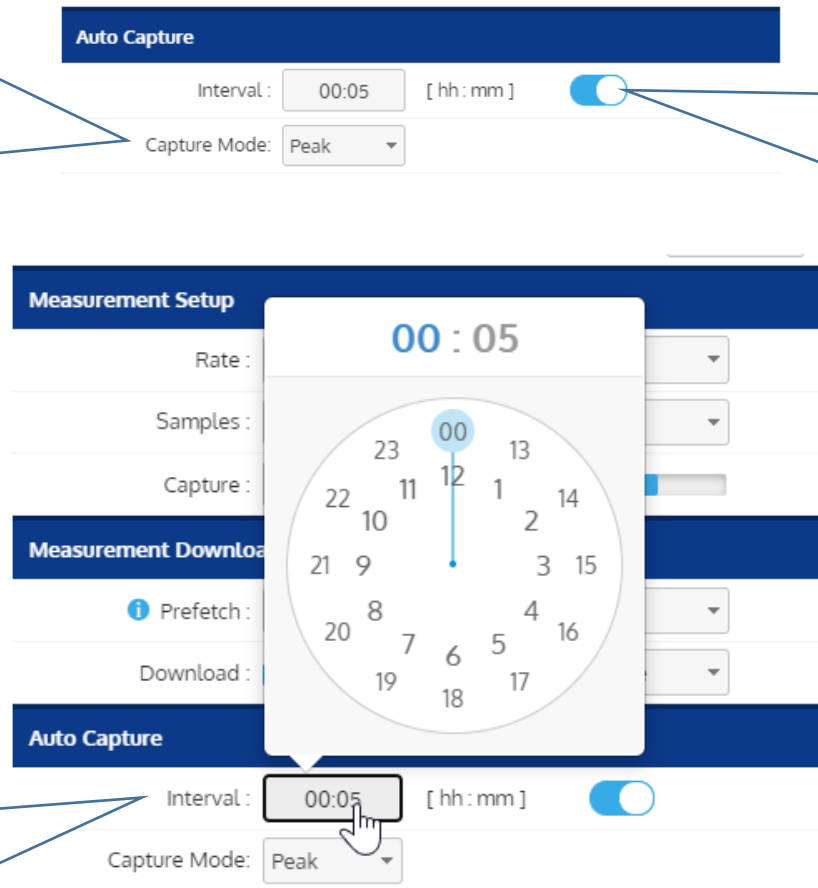 Auto Capture
Interval : 00:05 [ hh : mm ]
Capture Mode: Peak
Measurement Setup
00 : 05
Rate :
Samples :
Capture :
Measurement Downloa
Prefetch :
Download :
00
23 13
12
11 1
22 14
10 2
21 9 3 15
8 4
20 16
7 5
6
19 17
18
Auto Capture
Interval : 00:05 [ hh : mm ]
Capture Mode: Peak